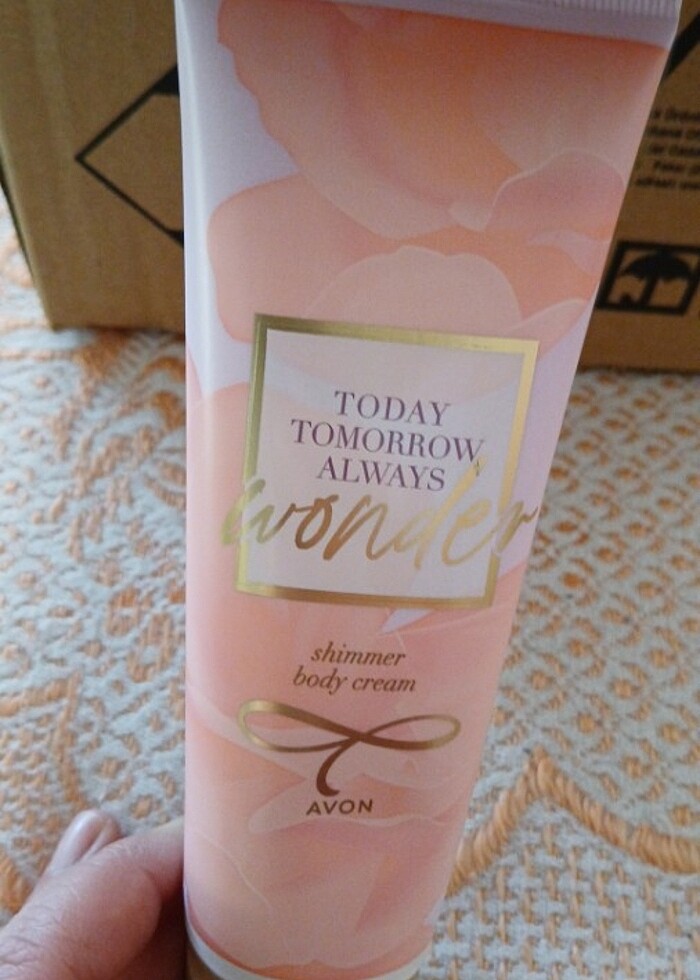 TODAY
TOMORROW
ALWAYS
wonder
shimmer
body cream
AVON